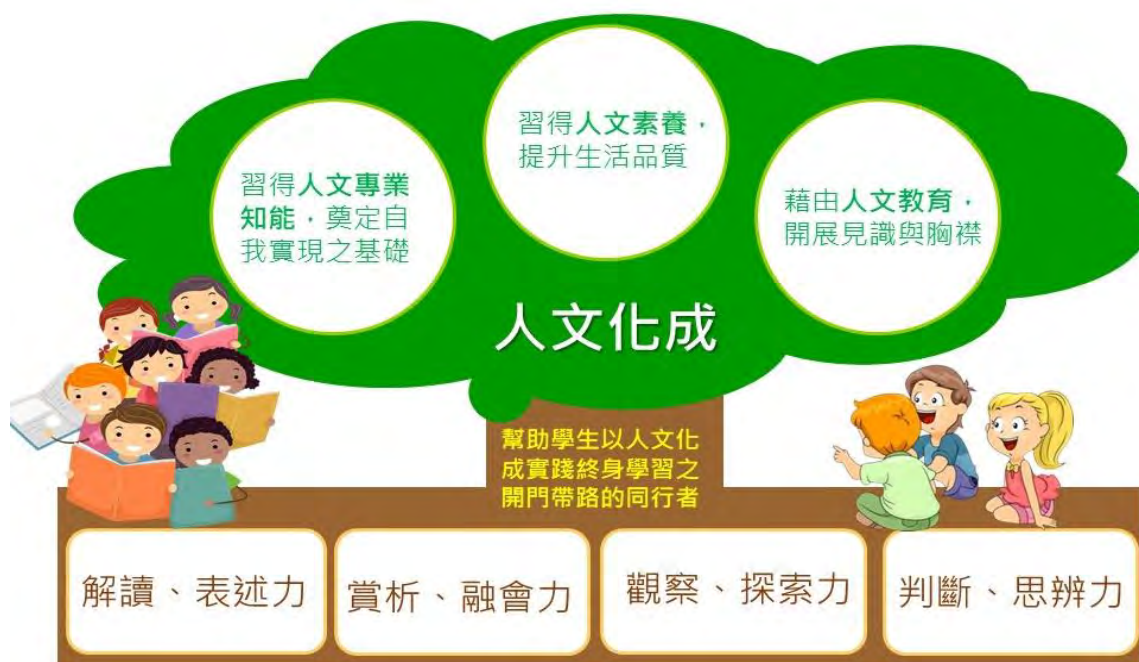 習得人文專業
知能，奠定自
我實現之基礎
習得人文素養，
提升生活品質
藉由人文教育，
開展見識與胸襟
人文化成
幫助學生以人文化
成實踐終身學習之
開門帶路的同行者
解讀、表述力
賞析、融會力
觀察、探索力
判斷、思辨力